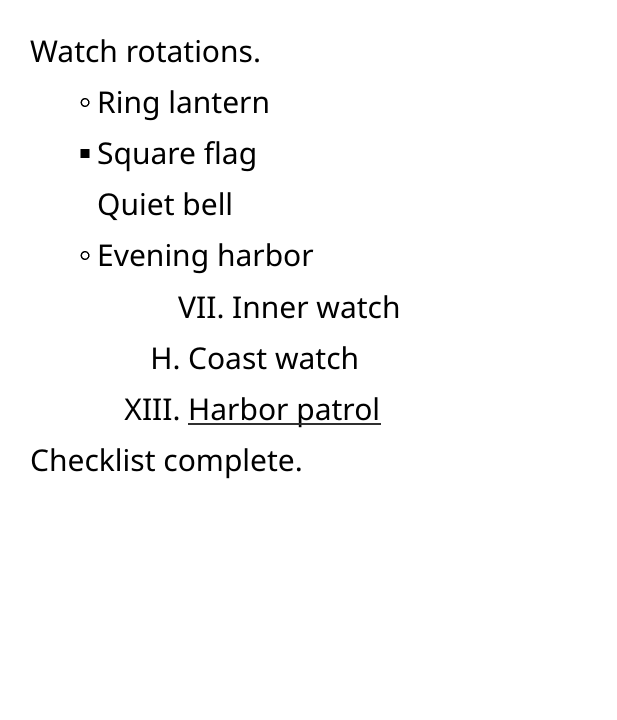 Watch rotations.
◦ Ring lantern
▪ Square flag
Quiet bell
◦ Evening harbor
VII. Inner watch
H. Coast watch
XIII. Harbor patrol
Checklist complete.